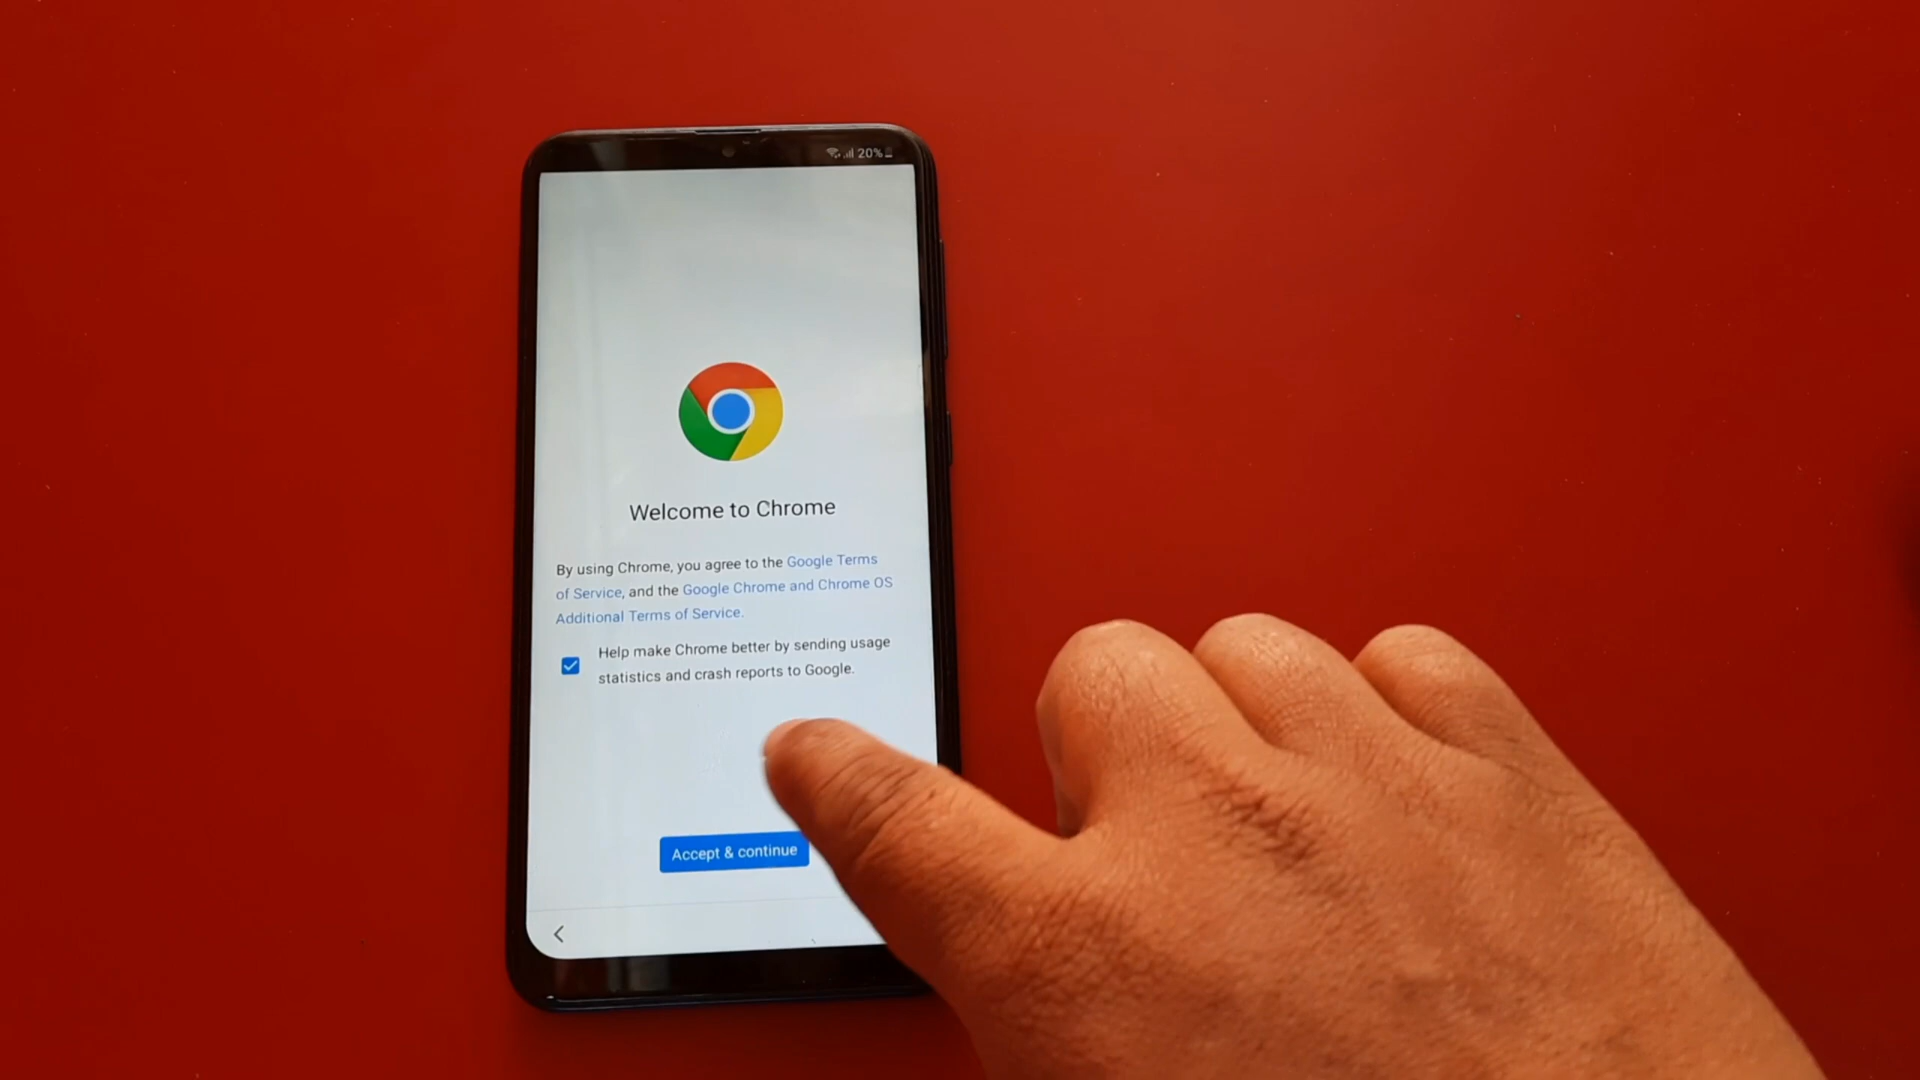 20%
Welcome to Chrome
By using Chrome, you agree to the Google Terms
of Service, and the Google Chrome and Chrome OS
Additional Terms of Service.
Help make Chrome better by sending usage
statistics and crash reports to Google.
Accept & continue